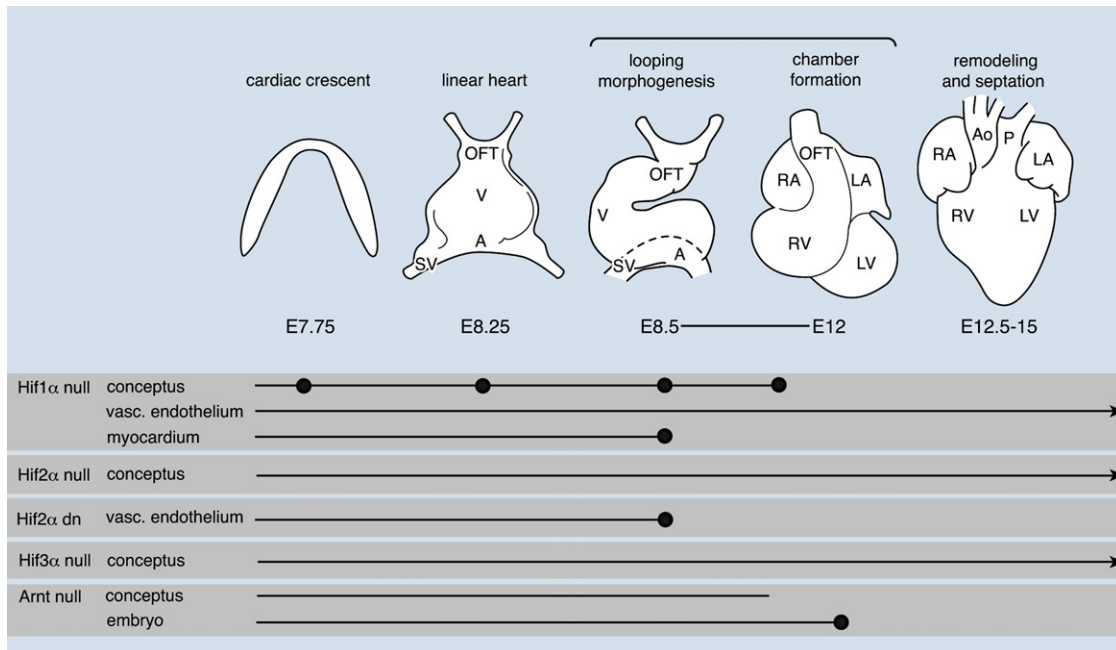 looping
morphogenesis
chamber
formation
remodeling
and septation
cardiac crescent
linear heart
OFT
V
A
SV
OFT
V
SV
A
OFT
RA
LA
RV
LV
Ao
P
RA
LA
RV
LV
E7.75
E8.25
E8.5
E12
E12.5-15
Hif1α null conceptus
vasc. endothelium
myocardium
Hif2α null conceptus
Hif2α dn vasc. endothelium
Hif3α null conceptus
Arnt null conceptus
embryo